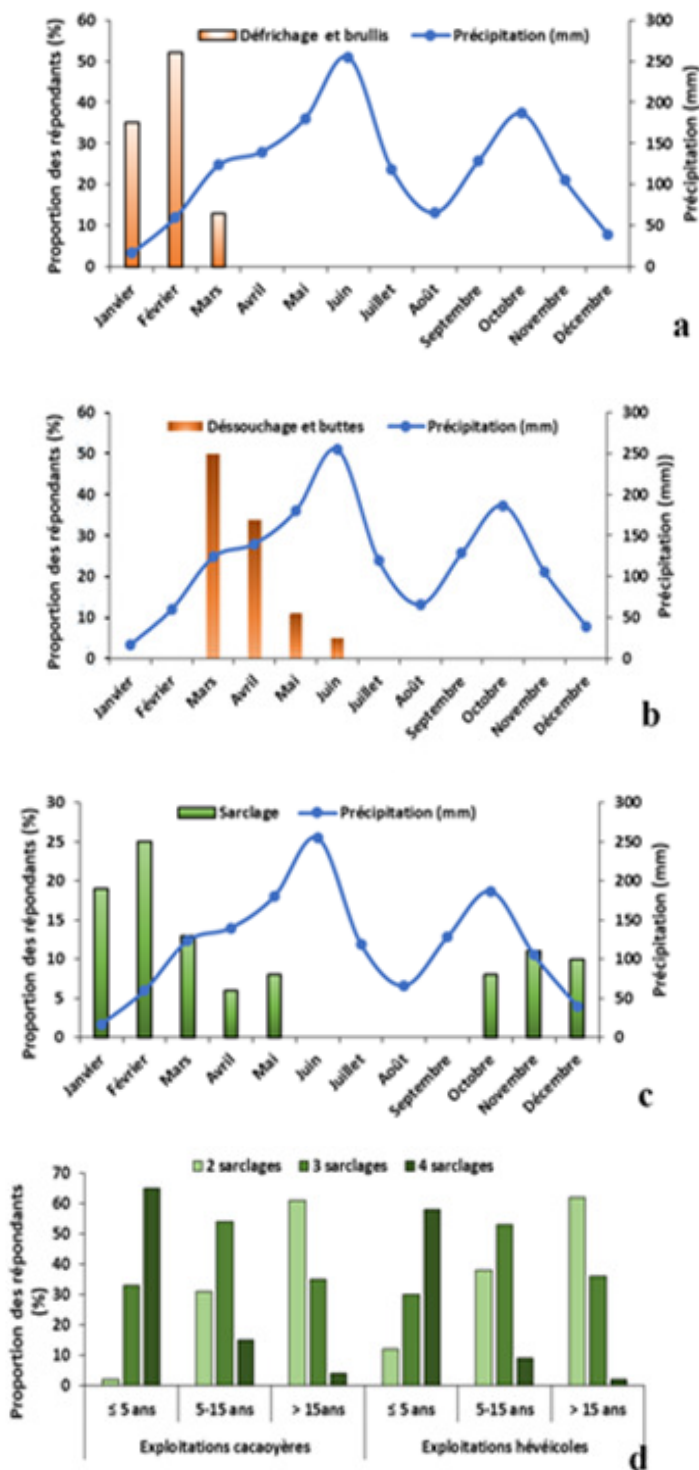 Défrichage et brullis Précipitation (mm)
Proportion des répondants (%)
60
50
40
30
20
10
0
300
250
200
150
100
50
0
Précipitation (mm)
Janvier Février Mars Avril Mai Juin Juillet Août Septembre Octobre Novembre Décembre
a
Déssouchage et buttes Précipitation (mm)
Proportion des répondants (%)
60
50
40
30
20
10
0
300
250
200
150
100
50
0
Précipitation (mm))
Janvier Février Mars Avril Mai Juin Juillet Août Septembre Octobre Novembre Décembre
b
Sarclage Précipitation (mm)
Proportion des répondants (%)
30
25
20
15
10
5
0
300
250
200
150
100
50
0
Précipitation (mm)
Janvier Février Mars Avril Mai Juin Juillet Août Septembre Octobre Novembre Décembre
c
2 sarclages 3 sarclages 4 sarclages
Proportion des répondants
(%)
70
60
50
40
30
20
10
0
≤ 5 ans 5-15 ans > 15ans ≤ 5 ans 5-15 ans > 15 ans
Exploitations cacaoyères Exploitations hévéicoles
d